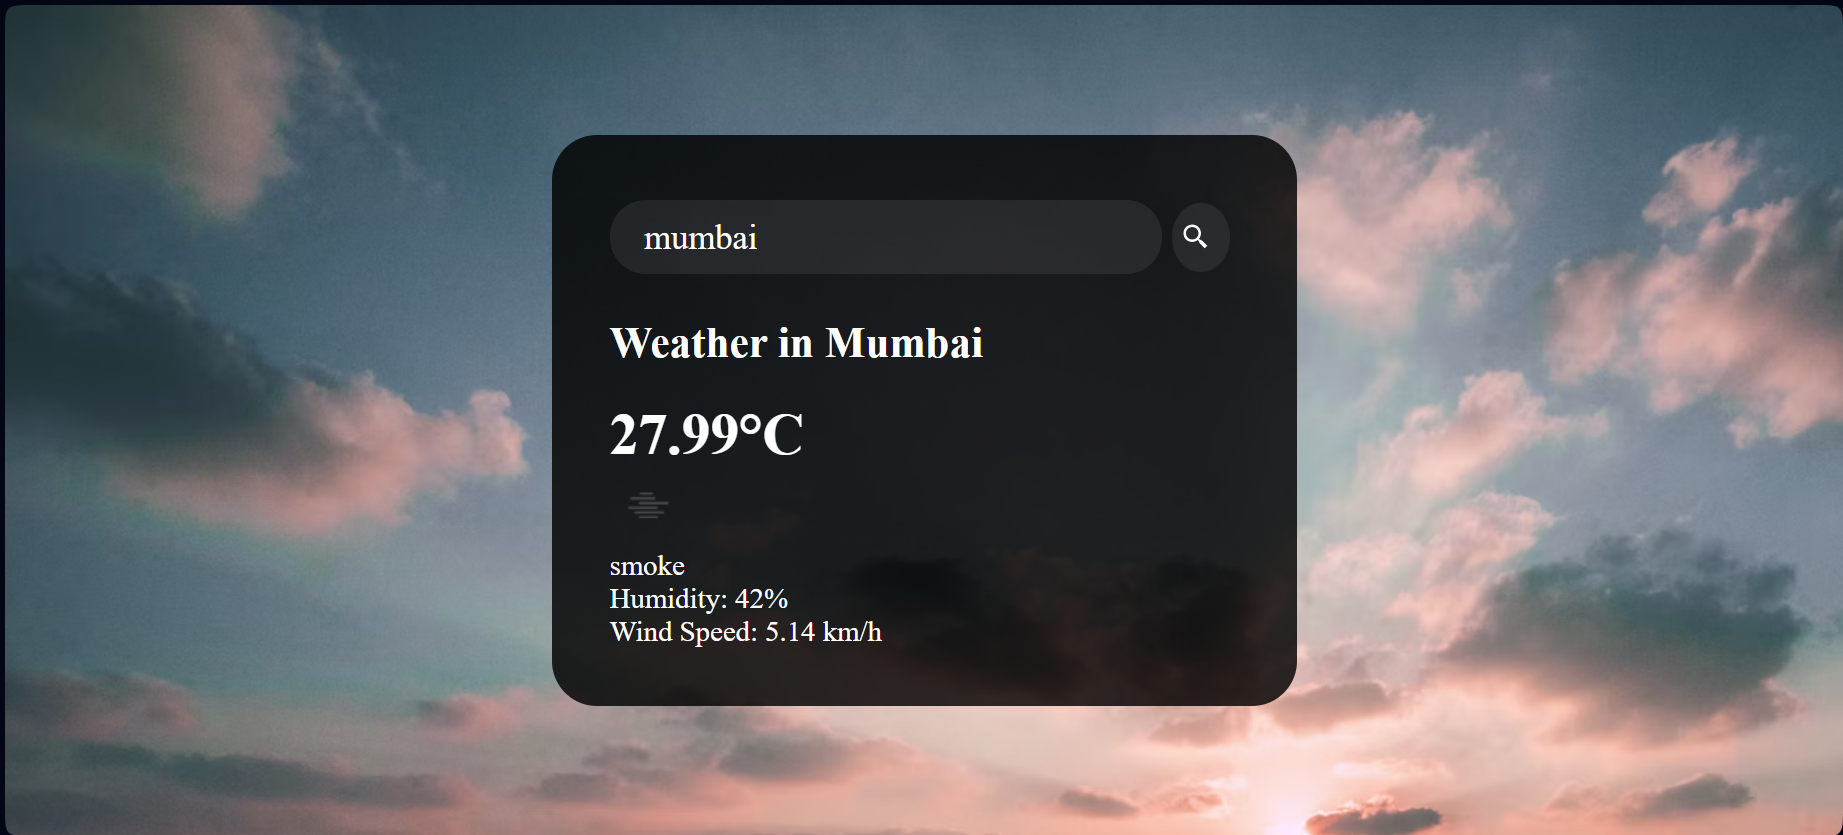 mumbai
Weather in Mumbai
27.99°C
smoke
Humidity: 42%
Wind Speed: 5.14 km/h